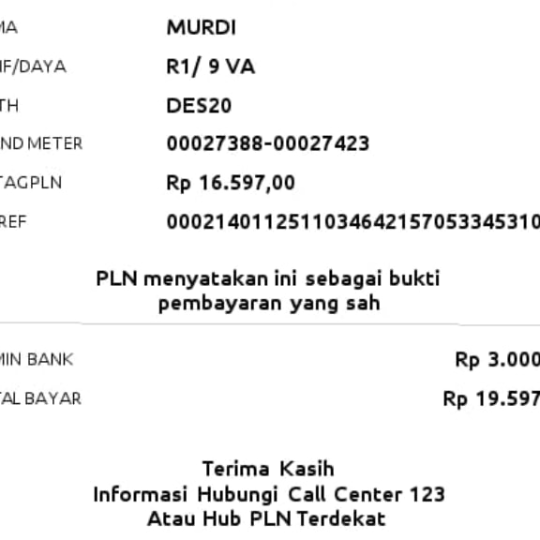 MA MURDI
IF/DAYA R1/ 9 VA
TH DES20
ND METER 00027388-00027423
TAGPLN Rp 16.597,00
REF 0002140112511034642157053345310
PLN menyatakan ini sebagai bukti
pembayaran yang sah
MIN BANK Rp 3.000
TAL BAYAR Rp 19.597
Terima Kasih
Informasi Hubungi Call Center 123
Atau Hub PLN Terdekat